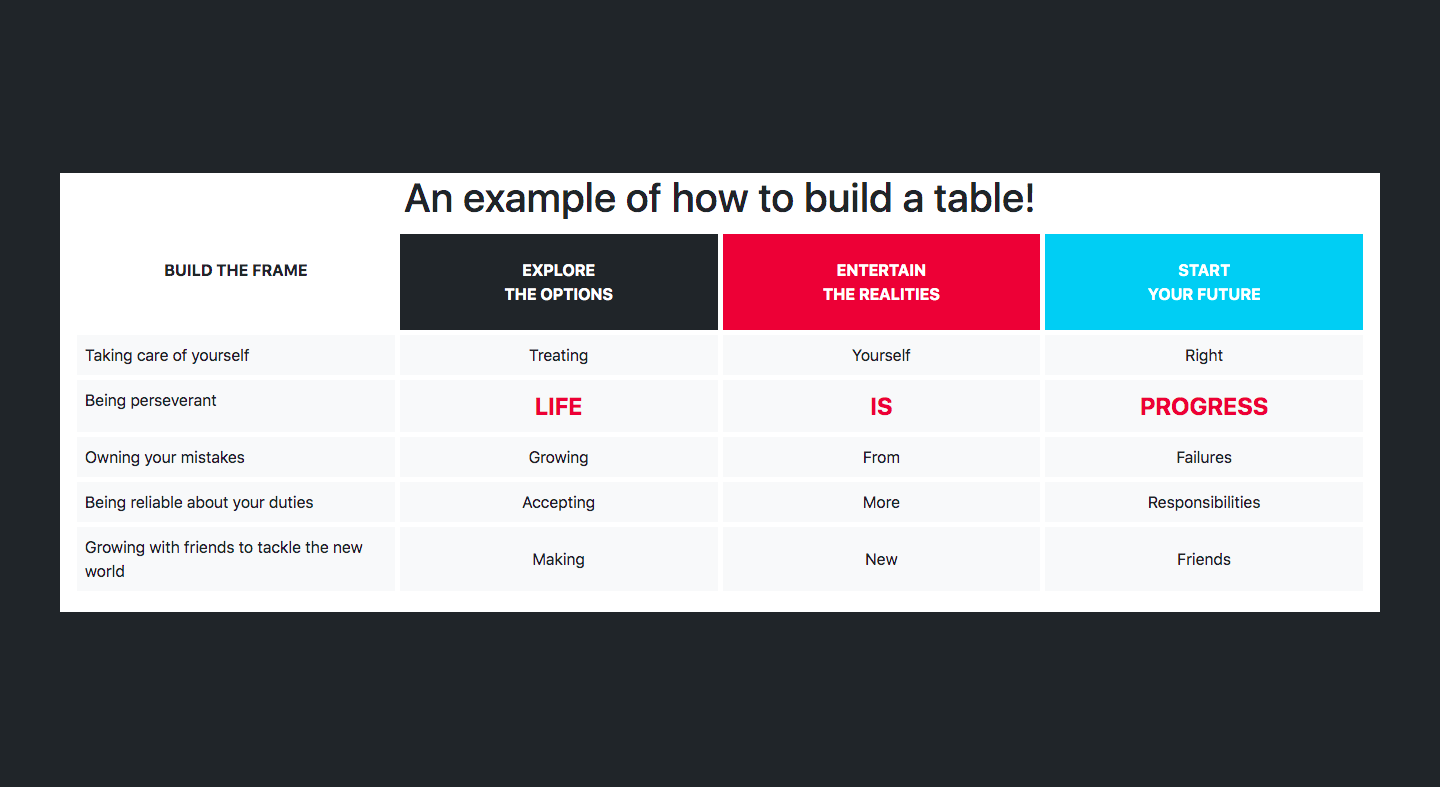 An example of how to build a table!
BUILD THE FRAME
EXPLORE
THE OPTIONS
ENTERTAIN
THE REALITIES
START
YOUR FUTURE
Taking care of yourself
Treating
Yourself
Right
Being perseverant
LIFE
IS
PROGRESS
Owning your mistakes
Growing
From
Failures
Being reliable about your duties
Accepting
More
Responsibilities
Growing with friends to tackle the new
world
Making
New
Friends